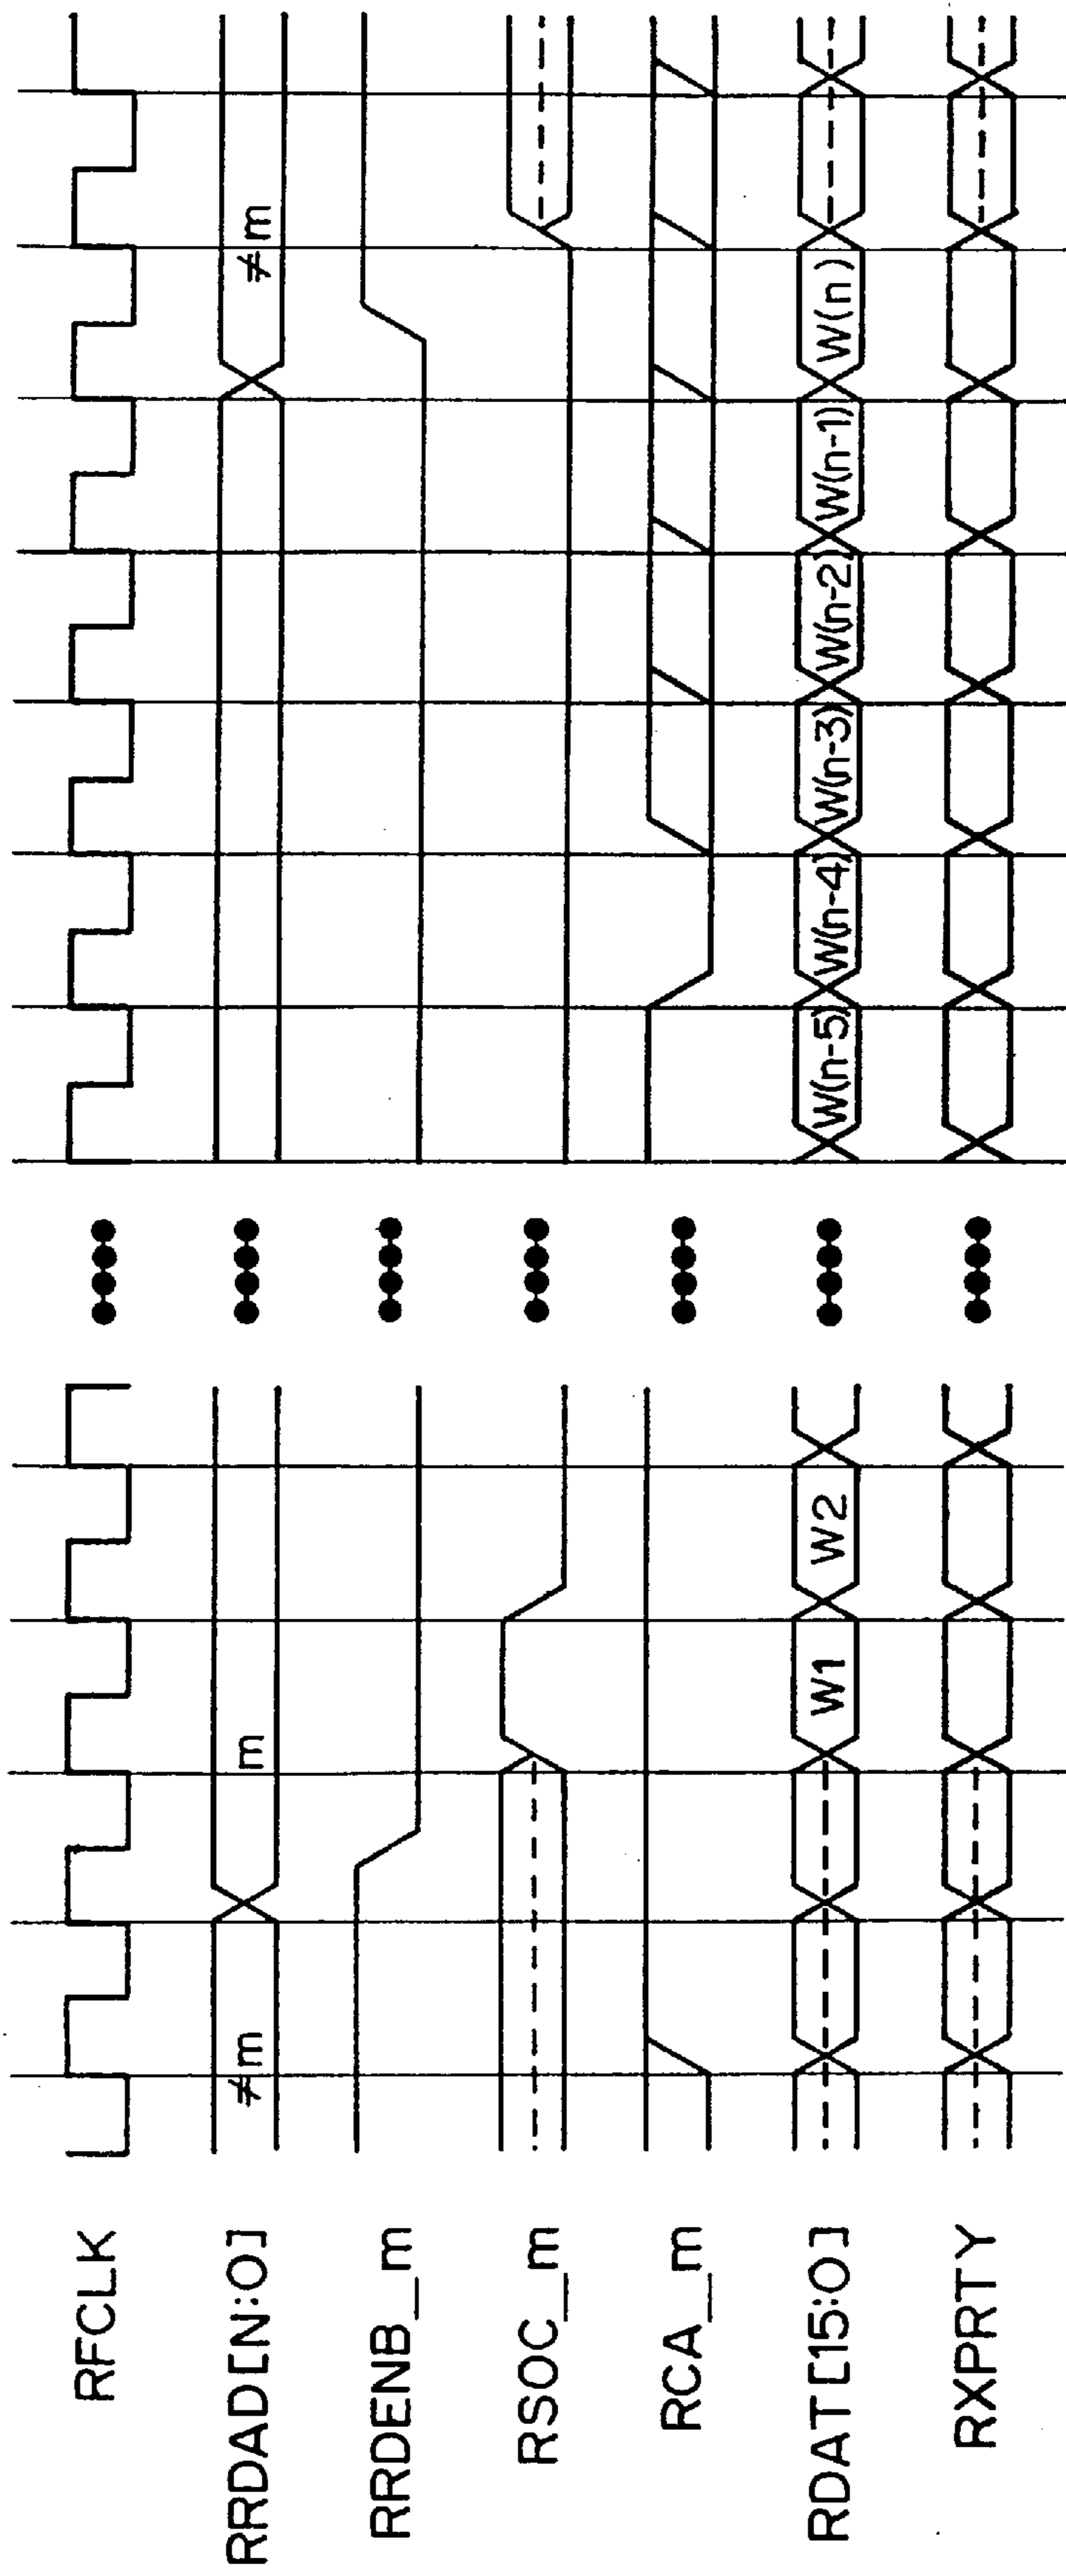 RFCLK
RRDAD[N:0] ≠m m ≠m
RRDENB_m
RSOC_m
RCA_m
RDAT[15:0] W1 W2 W(n-5) W(n-4) W(n-3) W(n-2) W(n-1) W(n)
RXPRTY